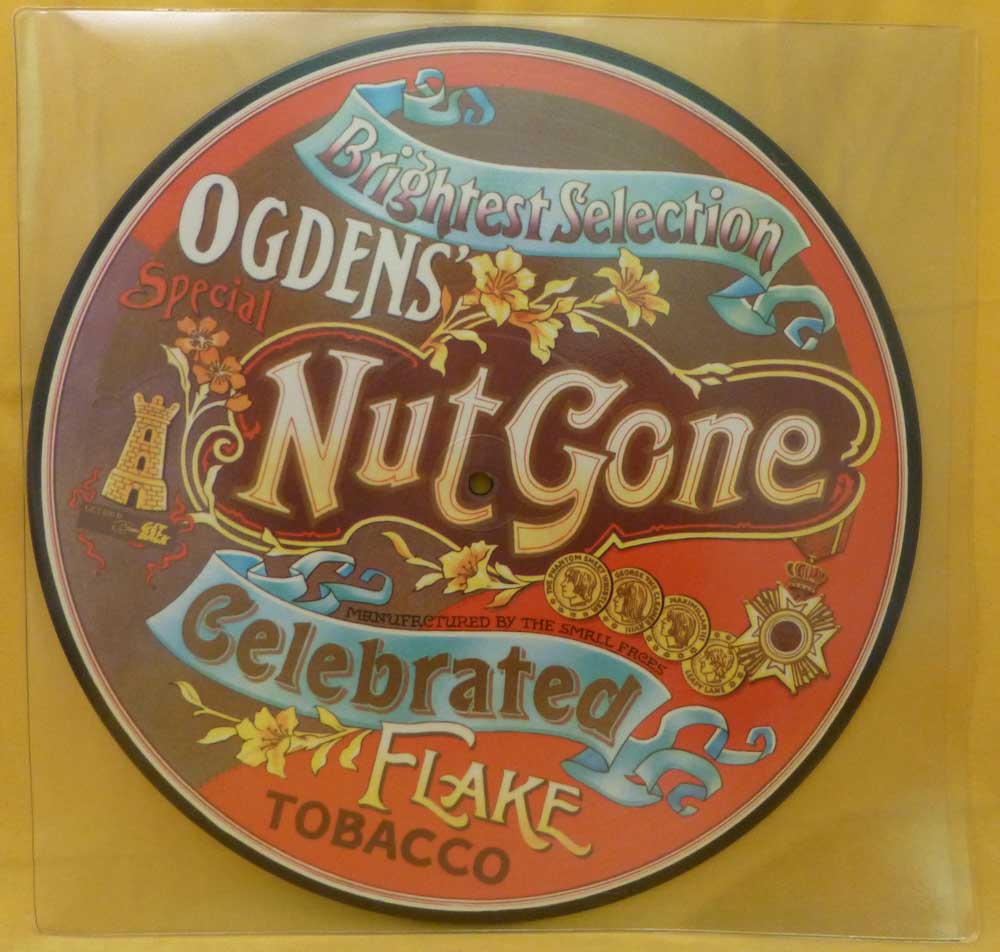 Brightest Selection
OGDENS'
Special
Nut Gone
MANUFACTURED BY THE SMALL FACES
Celebrated
FLAKE
TOBACCO